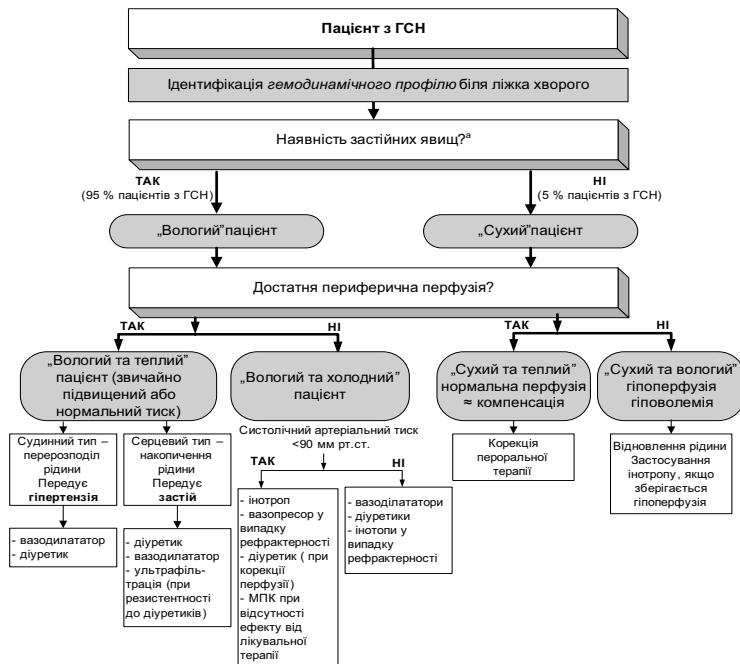 Пацієнт з ГСН
Ідентифікація гемодинамічного профілю біля ліжка хворого
Наявність застійних явищ?ª
ТАК
(95 % пацієнтів з ГСН)
НІ
(5 % пацієнтів з ГСН)
„Вологий" пацієнт
„Сухий" пацієнт
Достатня периферична перфузія?
ТАК
НІ
ТАК
НІ
„Вологий та теплий"
пацієнт (звичайно
підвищений або
нормальний тиск)
„Вологий та холодний"
пацієнт
„Сухий та теплий"
нормальна перфузія
≈ компенсація
„Сухий та вологий"
гіпоперфузія
гіповолемія
Судинний тип –
перерозподіл
рідини
Передує
гіпертензія
Серцевий тип –
накопичення
рідини
Передує
застій
Систолічний артеріальний тиск
<90 мм рт.ст.
ТАК
НІ
Корекція
пероральної
терапії
Відновлення рідини
Застосування
інотропу, якщо
зберігається
гіпоперфузія
- вазодилататор
- діуретик
- діуретик
- вазодилататор
- ультрафіль-
трація (при
резистентності
до діуретиків)
- інотроп
- вазопресор у
випадку
рефрактерності
- діуретик ( при
корекції
перфузії)
- МПК при
відсутності
ефекту від
лікувальної
терапії
- вазоділататори
- діуретики
- інотопи у
випадку
рефрактерності